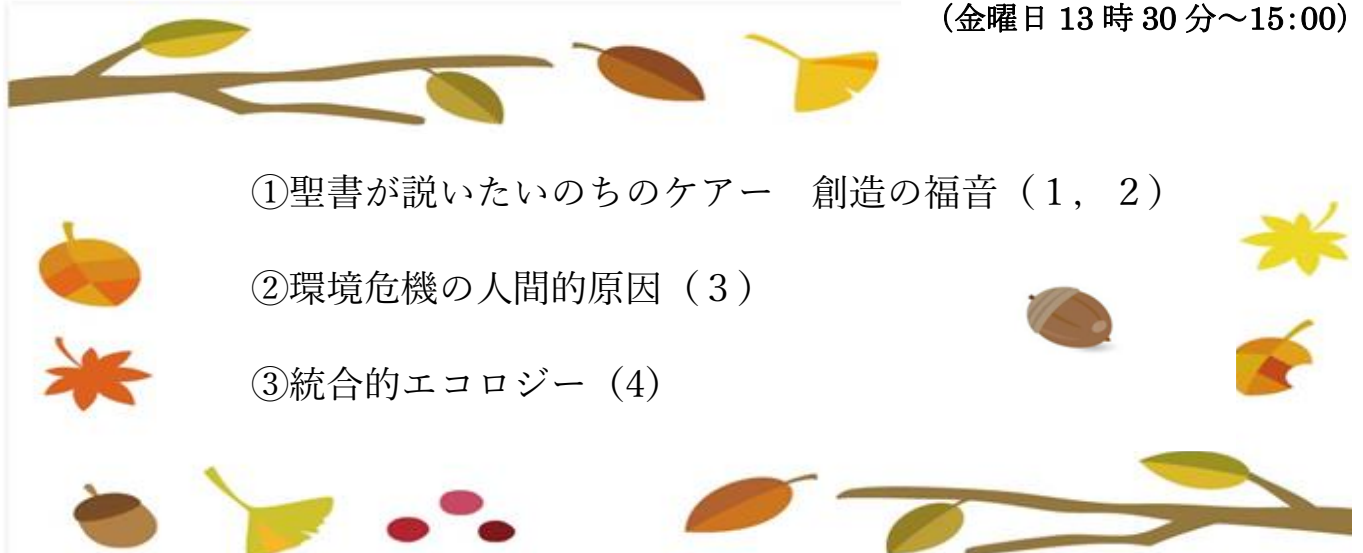 （金曜日 13 時 30 分～15:00）
①聖書が説いたいのちのケアー　創造の福音（１，２）
②環境危機の人間的原因（３）
③統合的エコロジー（4）